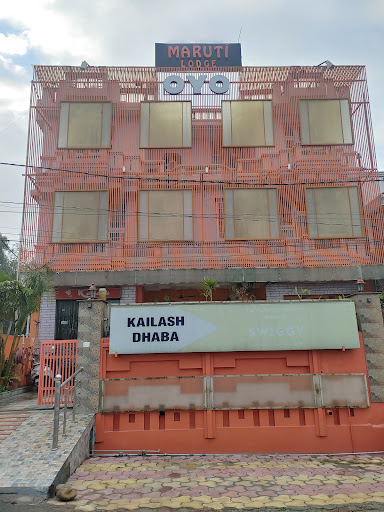 MARUTI
LODGE
OYO
KAILASH
DHABA
SWIGGY